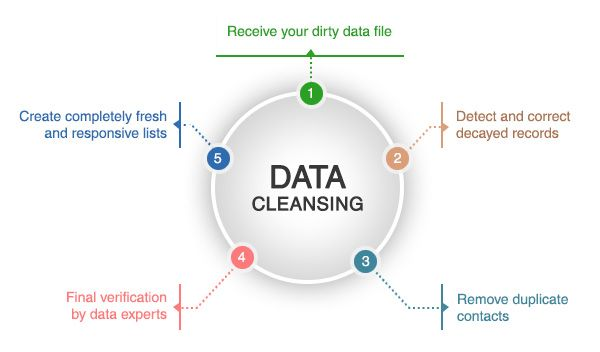 Receive your dirty data file
1
Create completely fresh
and responsive lists
Detect and correct
decayed records
5
2
DATA
CLEANSING
4
3
Final verification
by data experts
Remove duplicate
contacts